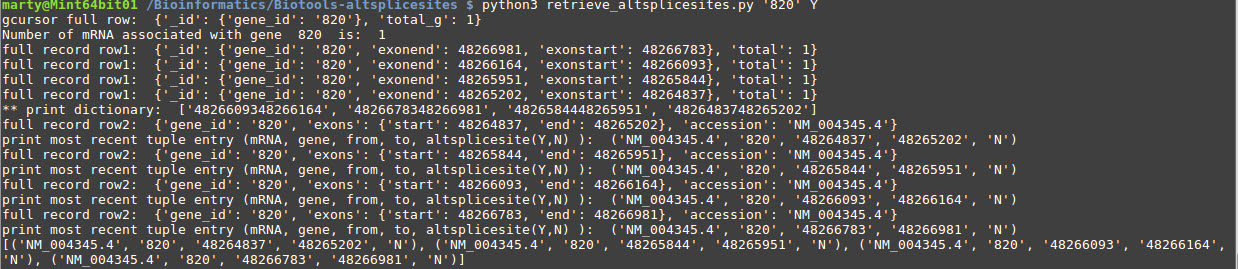 marty@Mint64bit01 /Bioinformatics/Biotools-altsplicesites $ python3 retrieve_altsplicesites.py '820' Y
gcursor full row:  {'_id': {'gene_id': '820'}, 'total_g': 1}
Number of mRNA associated with gene  820  is:  1
full record row1:  {'_id': {'gene_id': '820', 'exonend': 48266981, 'exonstart': 48266783}, 'total': 1}
full record row1:  {'_id': {'gene_id': '820', 'exonend': 48266164, 'exonstart': 48266093}, 'total': 1}
full record row1:  {'_id': {'gene_id': '820', 'exonend': 48265951, 'exonstart': 48265844}, 'total': 1}
full record row1:  {'_id': {'gene_id': '820', 'exonend': 48265202, 'exonstart': 48264837}, 'total': 1}
** print dictionary:  ['4826609348266164', '4826678348266981', '4826584448265951', '4826483748265202']
full record row2:  {'gene_id': '820', 'exons': {'start': 48264837, 'end': 48265202}, 'accession': 'NM_004345.4'}
print most recent tuple entry (mRNA, gene, from, to, altsplicesite(Y,N) ):  ('NM_004345.4', '820', '48264837', '48265202', 'N')
full record row2:  {'gene_id': '820', 'exons': {'start': 48265844, 'end': 48265951}, 'accession': 'NM_004345.4'}
print most recent tuple entry (mRNA, gene, from, to, altsplicesite(Y,N) ):  ('NM_004345.4', '820', '48265844', '48265951', 'N')
full record row2:  {'gene_id': '820', 'exons': {'start': 48266093, 'end': 48266164}, 'accession': 'NM_004345.4'}
print most recent tuple entry (mRNA, gene, from, to, altsplicesite(Y,N) ):  ('NM_004345.4', '820', '48266093', '48266164', 'N')
full record row2:  {'gene_id': '820', 'exons': {'start': 48266783, 'end': 48266981}, 'accession': 'NM_004345.4'}
print most recent tuple entry (mRNA, gene, from, to, altsplicesite(Y,N) ):  ('NM_004345.4', '820', '48266783', '48266981', 'N')
[('NM_004345.4', '820', '48264837', '48265202', 'N'), ('NM_004345.4', '820', '48265844', '48265951', 'N'), ('NM_004345.4', '820', '48266093', '48266164',
'N'), ('NM_004345.4', '820', '48266783', '48266981', 'N')]